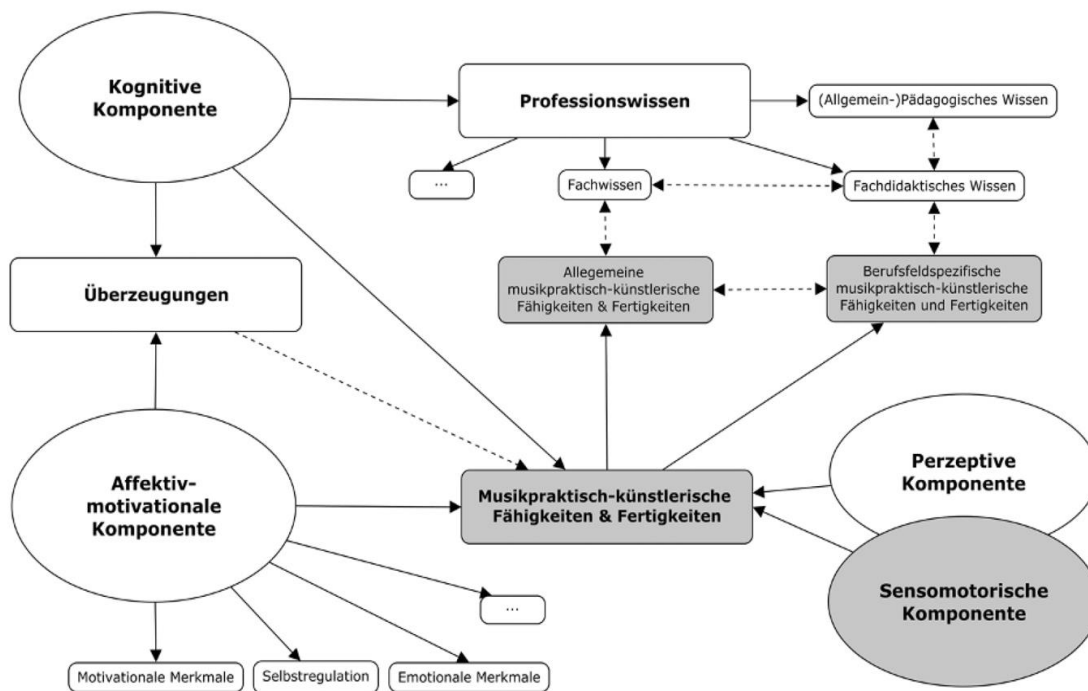 Kognitive
Komponente
Professionswissen
(Allgemein-)Pädagogisches Wissen
...
Fachwissen
Fachdidaktisches Wissen
Überzeugungen
Allegemeine
musikpraktisch-künstlerische
Fähigkeiten & Fertigkeiten
Berufsfeldspezifische
musikpraktisch-künstlerische
Fähigkeiten und Fertigkeiten
Affektiv-
motivationale
Komponente
Musikpraktisch-künstlerische
Fähigkeiten & Fertigkeiten
Perzeptive
Komponente
Sensomotorische
Komponente
...
Motivationale Merkmale
Selbstregulation
Emotionale Merkmale